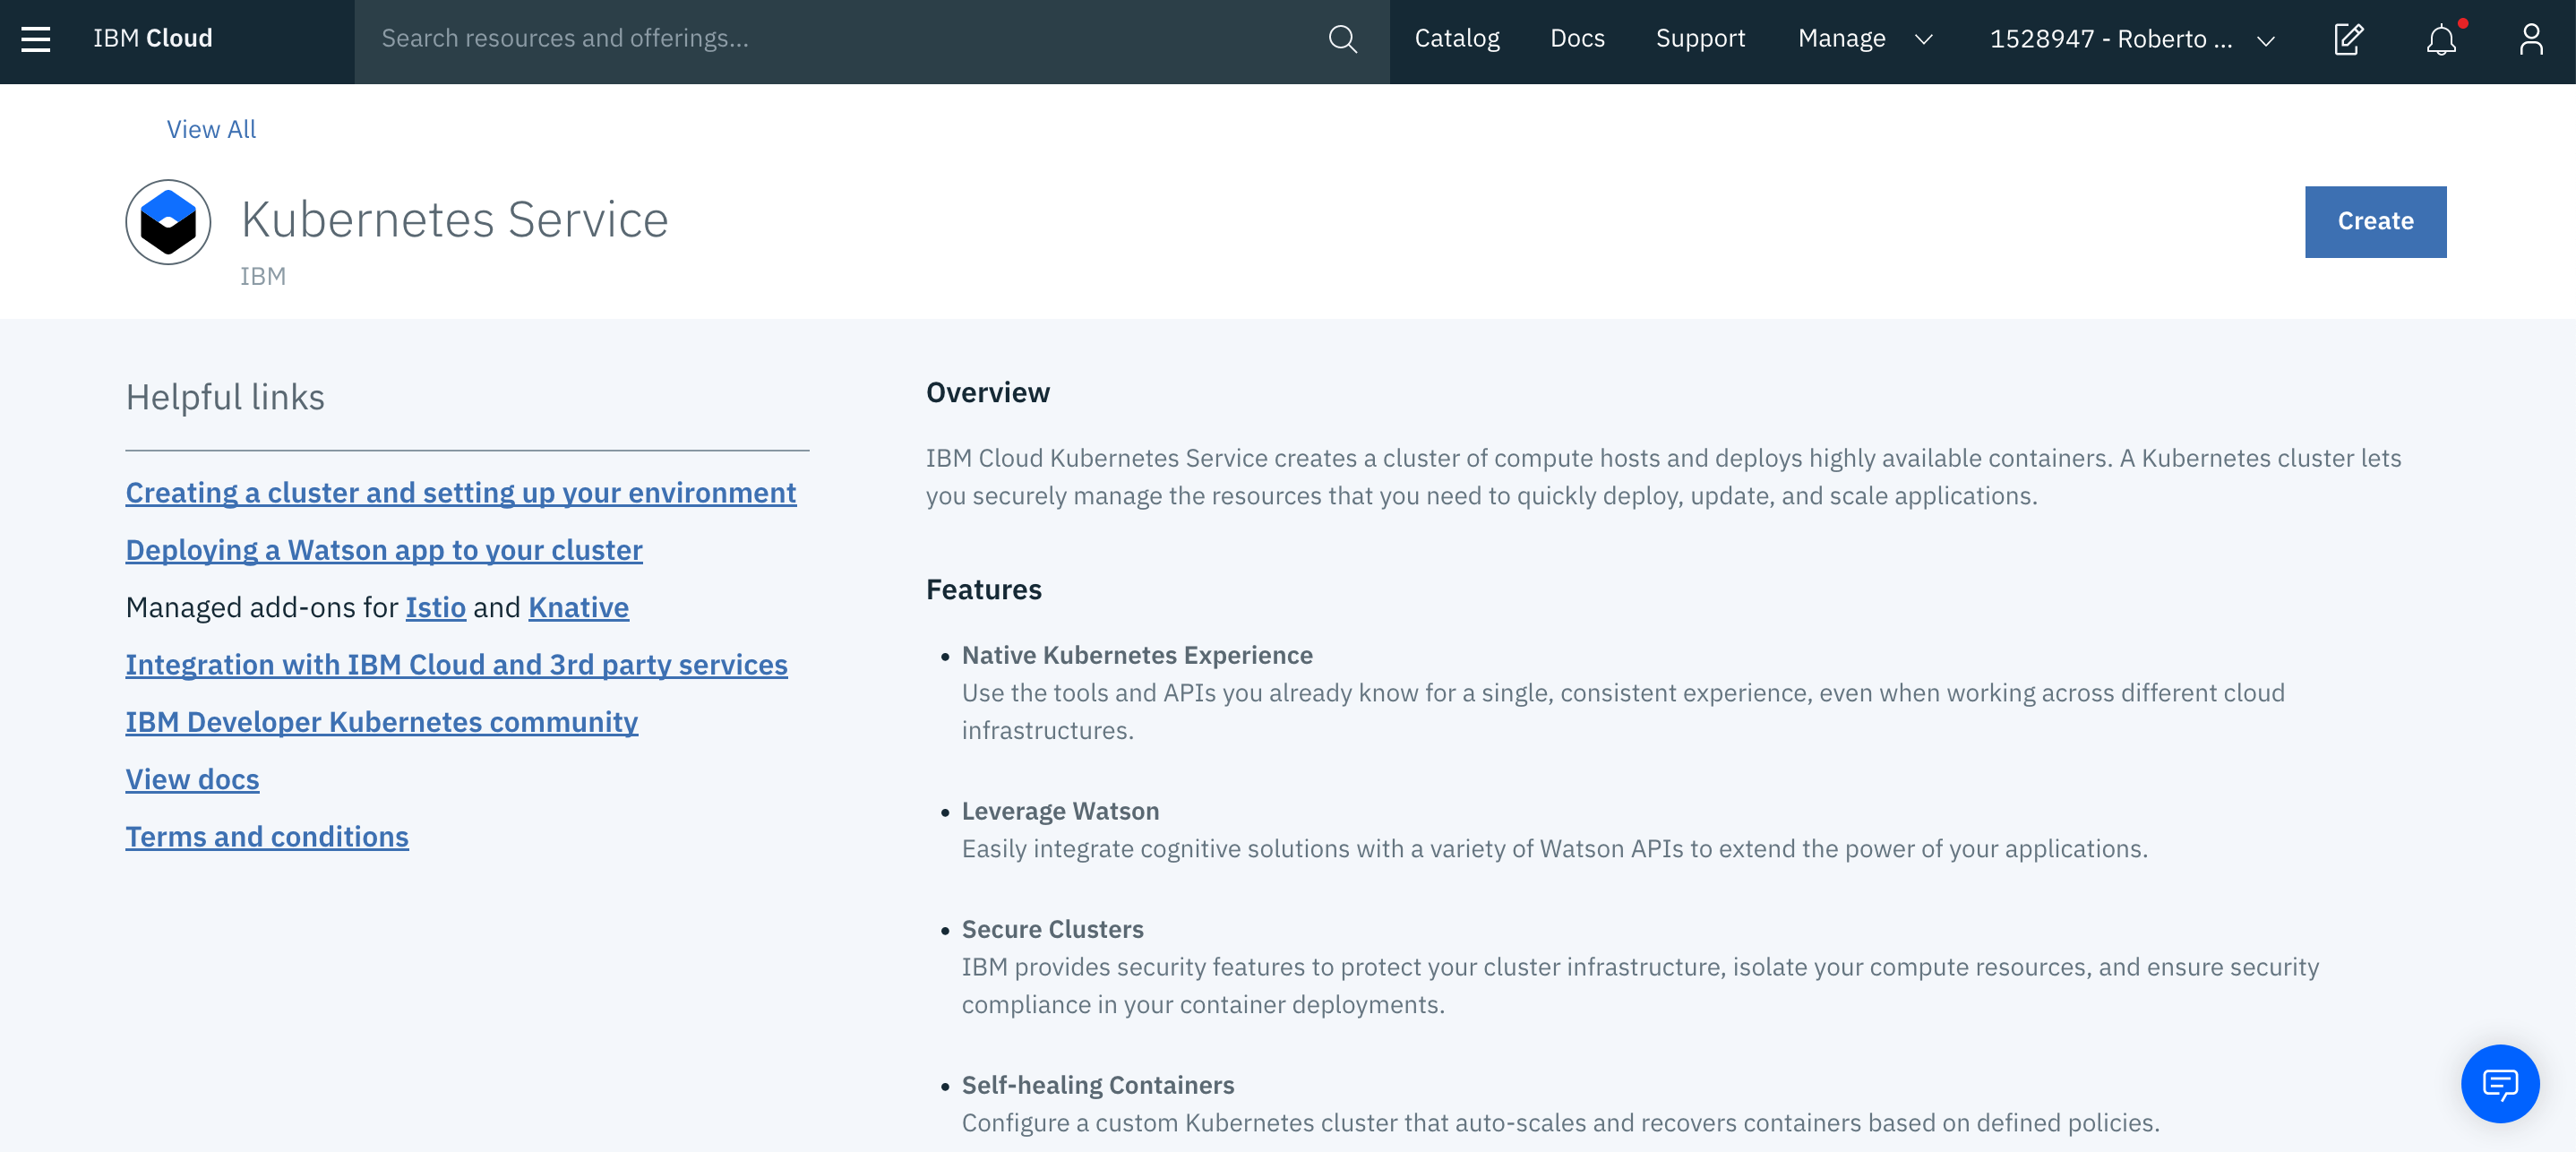 IBM Cloud
Search resources and offerings...
Catalog
Docs
Support
Manage
1528947 - Roberto ...
View All
Kubernetes Service
IBM
Create
Helpful links
Creating a cluster and setting up your environment
Deploying a Watson app to your cluster
Managed add-ons for Istio and Knative
Integration with IBM Cloud and 3rd party services
IBM Developer Kubernetes community
View docs
Terms and conditions
Overview
IBM Cloud Kubernetes Service creates a cluster of compute hosts and deploys highly available containers. A Kubernetes cluster lets
you securely manage the resources that you need to quickly deploy, update, and scale applications.
Features
• Native Kubernetes Experience
Use the tools and APIs you already know for a single, consistent experience, even when working across different cloud
infrastructures.
• Leverage Watson
Easily integrate cognitive solutions with a variety of Watson APIs to extend the power of your applications.
• Secure Clusters
IBM provides security features to protect your cluster infrastructure, isolate your compute resources, and ensure security
compliance in your container deployments.
• Self-healing Containers
Configure a custom Kubernetes cluster that auto-scales and recovers containers based on defined policies.